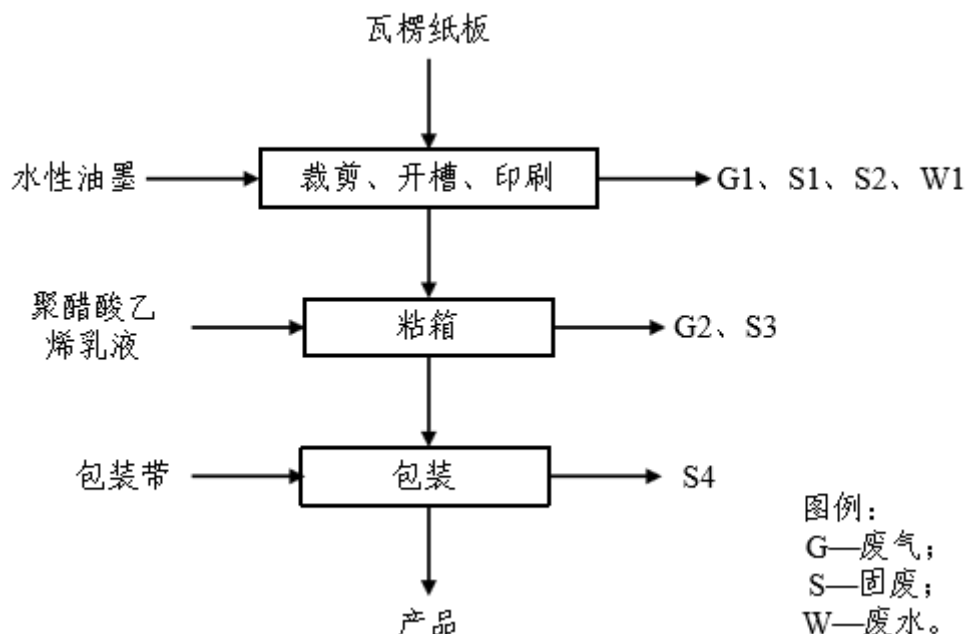 瓦楞纸板
水性油墨
裁剪、开槽、印刷
G1、S1、S2、W1
聚醋酸乙
烯乳液
粘箱
G2、S3
包装带
包装
S4
产品
图例：
G—废气；
S—固废；
W—废水。